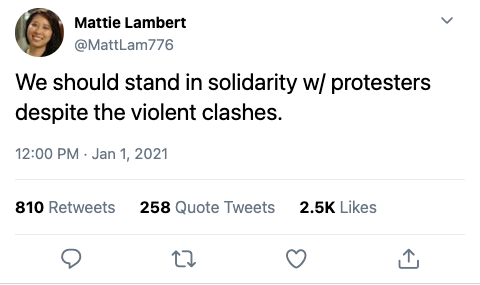 Mattie Lambert
@MattLam776
We should stand in solidarity w/ protesters
despite the violent clashes.
12:00 PM · Jan 1, 2021
810 Retweets 258 Quote Tweets 2.5K Likes